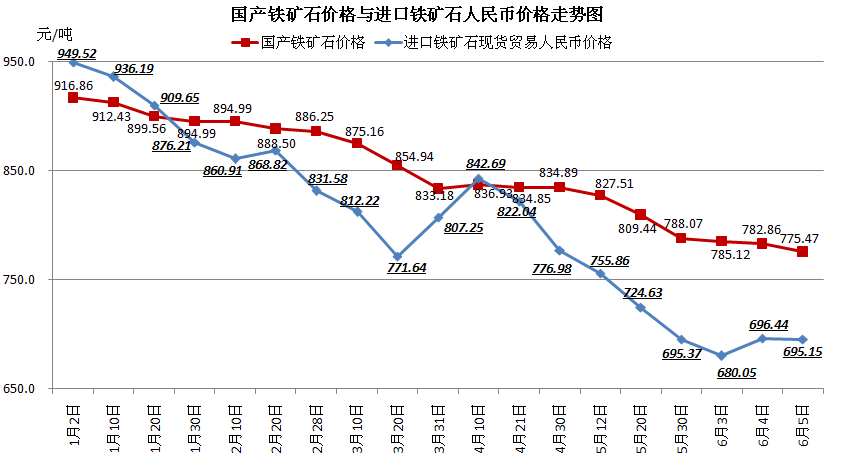 国产铁矿石价格与进口铁矿石人民币价格走势图
元/吨
国产铁矿石价格 进口铁矿石现货贸易人民币价格
950.0
850.0
750.0
650.0
949.52
936.19
916.86
912.43
909.65
899.56
894.99
876.21
894.99
860.91
888.50
868.82
886.25
831.58
875.16
812.22
854.94
771.64
833.18
807.25
842.69
836.93
834.85
822.04
834.89
776.98
827.51
755.86
809.44
724.63
788.07
695.37
785.12
680.05
782.86
696.44
775.47
695.15
1月2日
1月10日
1月20日
1月30日
2月10日
2月20日
2月28日
3月10日
3月20日
3月31日
4月10日
4月21日
4月30日
5月12日
5月20日
5月30日
6月3日
6月4日
6月5日